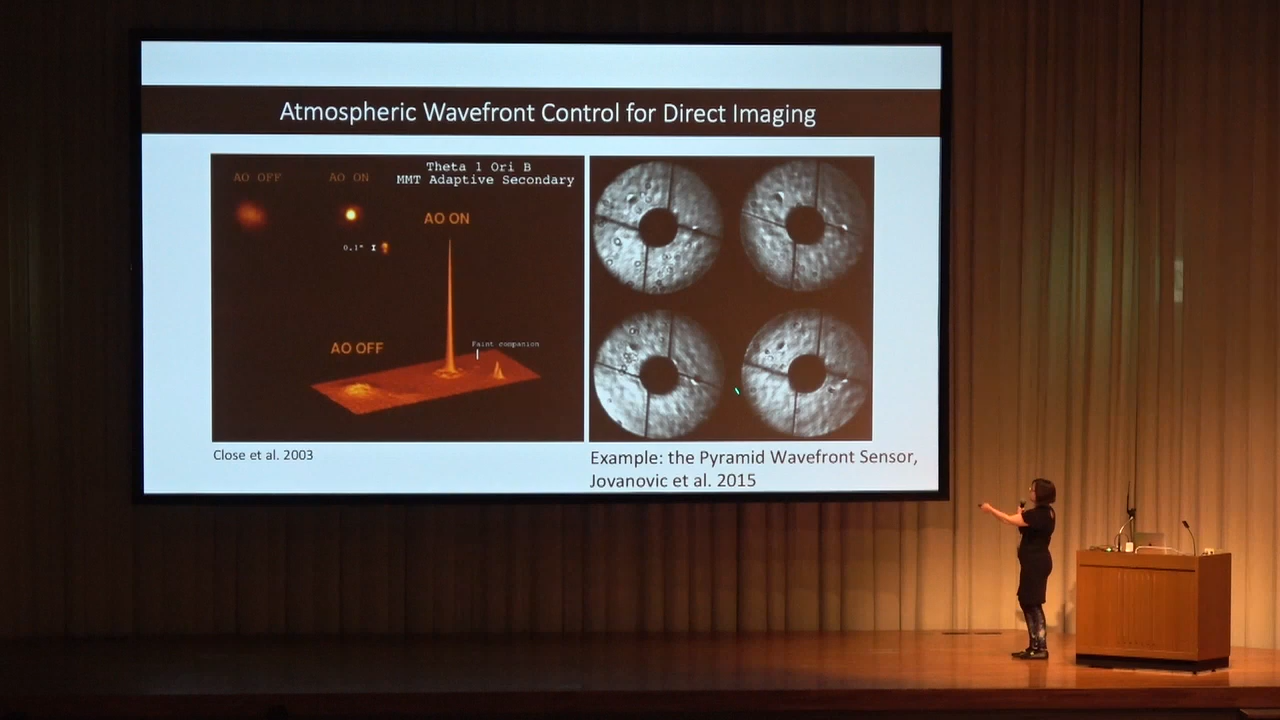 Atmospheric Wavefront Control for Direct Imaging
AO OFF
AO ON
Theta 1 Ori B
MMT Adaptive Secondary
AO ON
0.1"
AO OFF
Faint companion
Close et al. 2003
Example: the Pyramid Wavefront Sensor,
Jovanovic et al. 2015